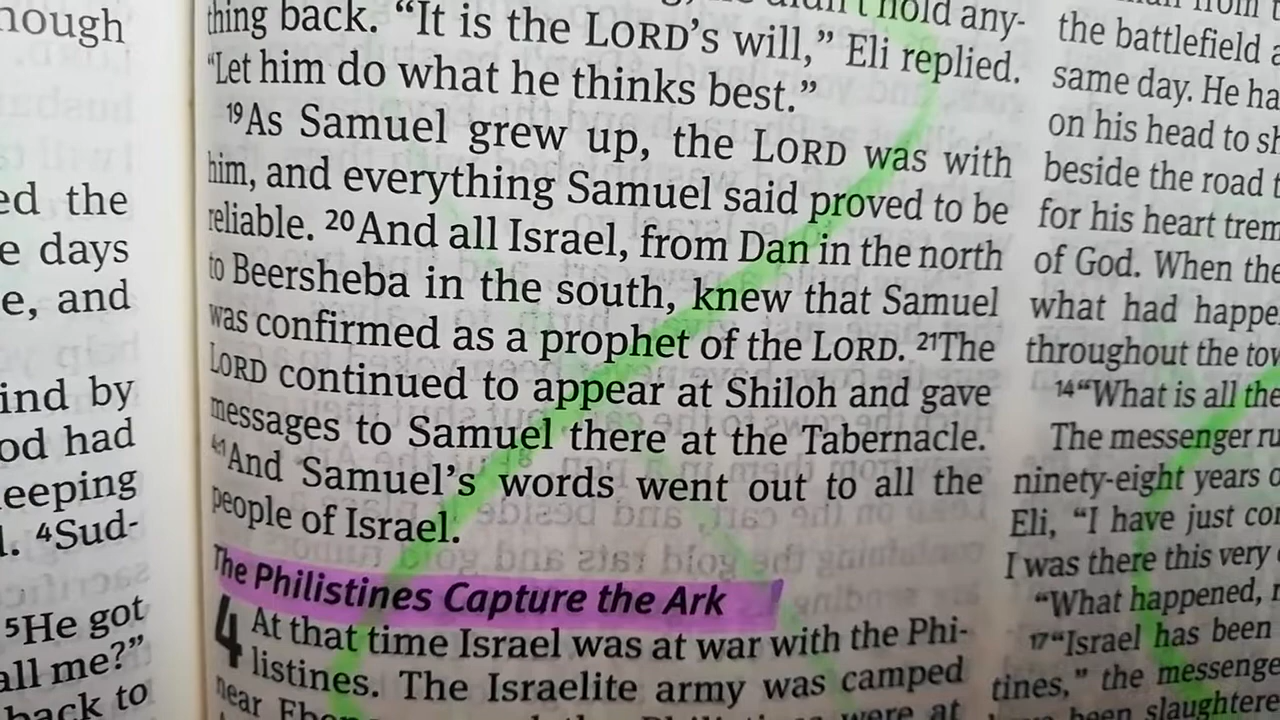 nough
ed the
e days
e, and
ind by
od had
eeping
l. ⁴Sud-
⁵He got
all me?”
back to
didn't hold any-
thing back. “It is the LORD’s will,” Eli replied.
“Let him do what he thinks best.”
¹⁹As Samuel grew up, the LORD was with
him, and everything Samuel said proved to be
reliable. ²⁰And all Israel, from Dan in the north
to Beersheba in the south, knew that Samuel
was confirmed as a prophet of the LORD. ²¹The
LORD continued to appear at Shiloh and gave
messages to Samuel there at the Tabernacle.
⁴:¹And Samuel’s words went out to all the
people of Israel.
The Philistines Capture the Ark
4 At that time Israel was at war with the Phi-
listines. The Israelite army was camped
near
were at
from
the battlefield a
same day. He ha
on his head to sh
beside the road t
for his heart trem
of God. When the
what had happe
throughout the tow
¹⁴“What is all the
The messenger ru
ninety-eight years o
Eli, “I have just co
I was there this very
“What happened, m
¹⁷“Israel has been
tines,” the messenge
been slaughtere